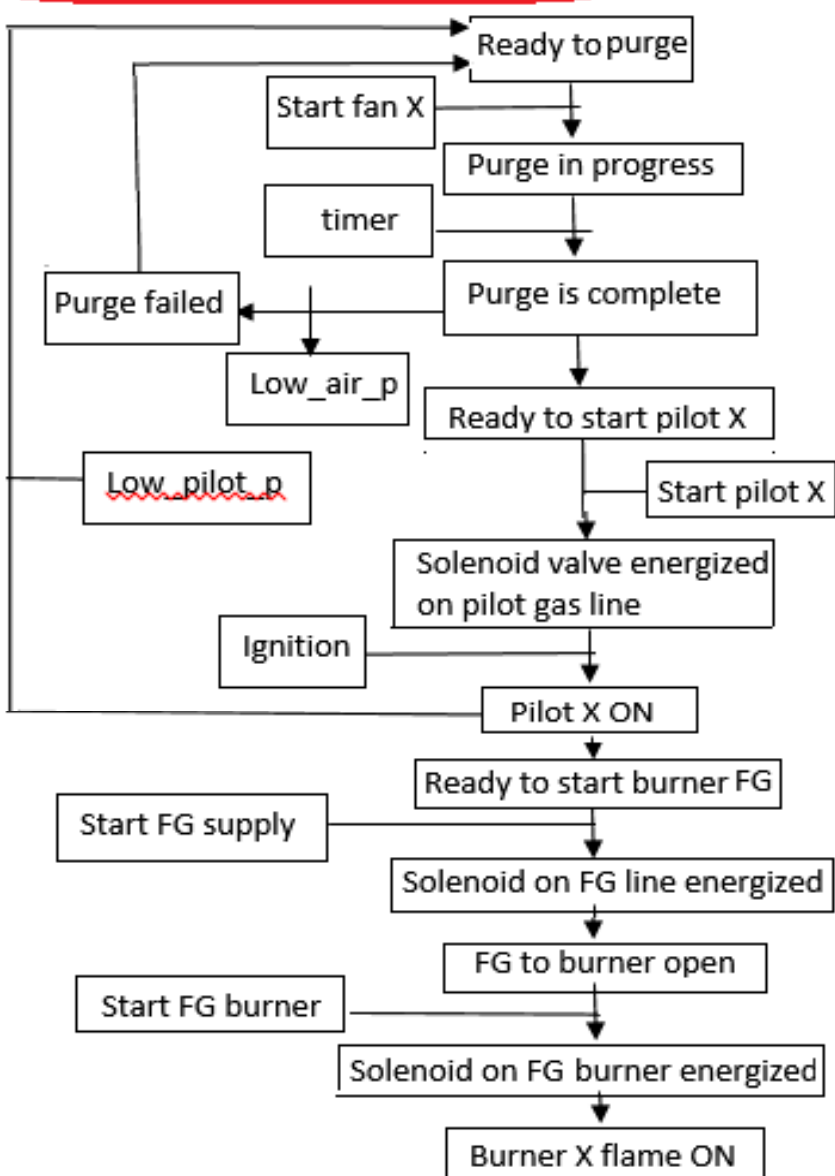 Ready to purge
Start fan X
Purge in progress
timer
Purge is complete
Purge failed
Low_air_p
Ready to start pilot X
Low_pilot_p
Start pilot X
Solenoid valve energized
on pilot gas line
Ignition
Pilot X ON
Ready to start burner FG
Start FG supply
Solenoid on FG line energized
FG to burner open
Start FG burner
Solenoid on FG burner energized
Burner X flame ON